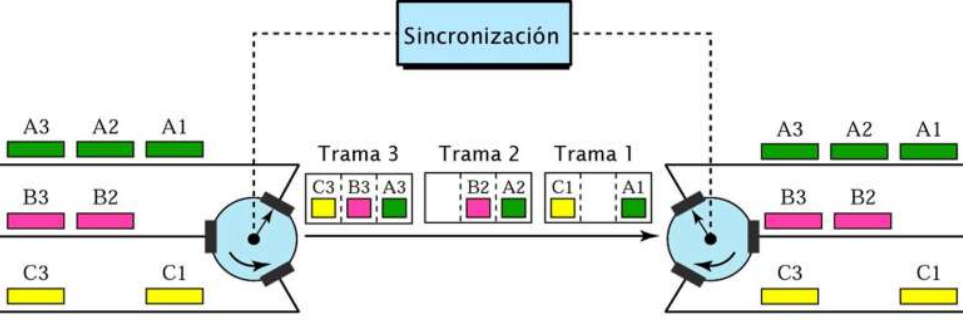 Sincronización
A3 A2 A1
A3 A2 A1
Trama 3 Trama 2 Trama 1
C3 B3 A3 B2 A2 C1 A1
B3 B2
B3 B2
C3 C1
C3 C1